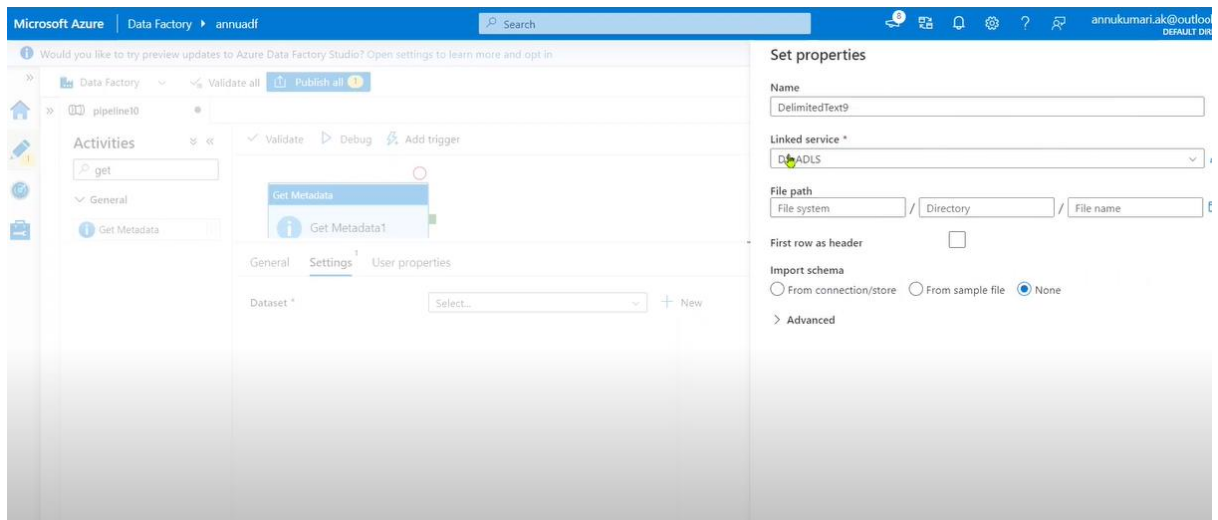 Microsoft Azure Data Factory annuadf Search 8 annukumari.ak@outlool
DEFAULT DIR
Would you like to try preview updates to Azure Data Factory Studio? Open settings to learn more and opt in.
Data Factory Validate all Publish all 1
pipeline10
Activities
get
General
Get Metadata
Validate Debug Add trigger
Get Metadata
Get Metadata1
General Settings 1 User properties
Dataset * Select... New
Set properties
Name
DelimitedText9
Linked service *
ADLS
File path
File system / Directory / File name
First row as header
Import schema
From connection/store From sample file None
Advanced